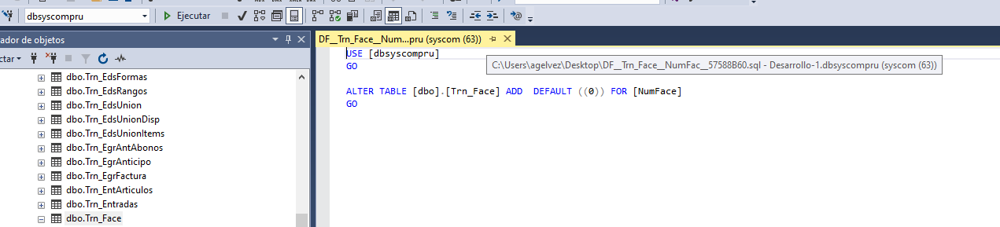 dbsyscompru
Ejecutar
ador de objetos
ctar
dbo.Trn_EdsFormas
dbo.Trn_EdsRangos
dbo.Trn_EdsUnion
dbo.Trn_EdsUnionDisp
dbo.Trn_EdsUnionItems
dbo.Trn_EgrAntAbonos
dbo.Trn_EgrAnticipo
dbo.Trn_EgrFactura
dbo.Trn_EntArticulos
dbo.Trn_Entradas
dbo.Trn_Face
DF__Trn_Face__Num...pru (syscom (63))
USE [dbsyscompru]
GO
C:\Users\agelvez\Desktop\DF__Trn_Face__NumFac__57588B60.sql - Desarrollo-1.dbsyscompru (syscom (63))
ALTER TABLE [dbo].[Trn_Face] ADD  DEFAULT ((0)) FOR [NumFace]
GO